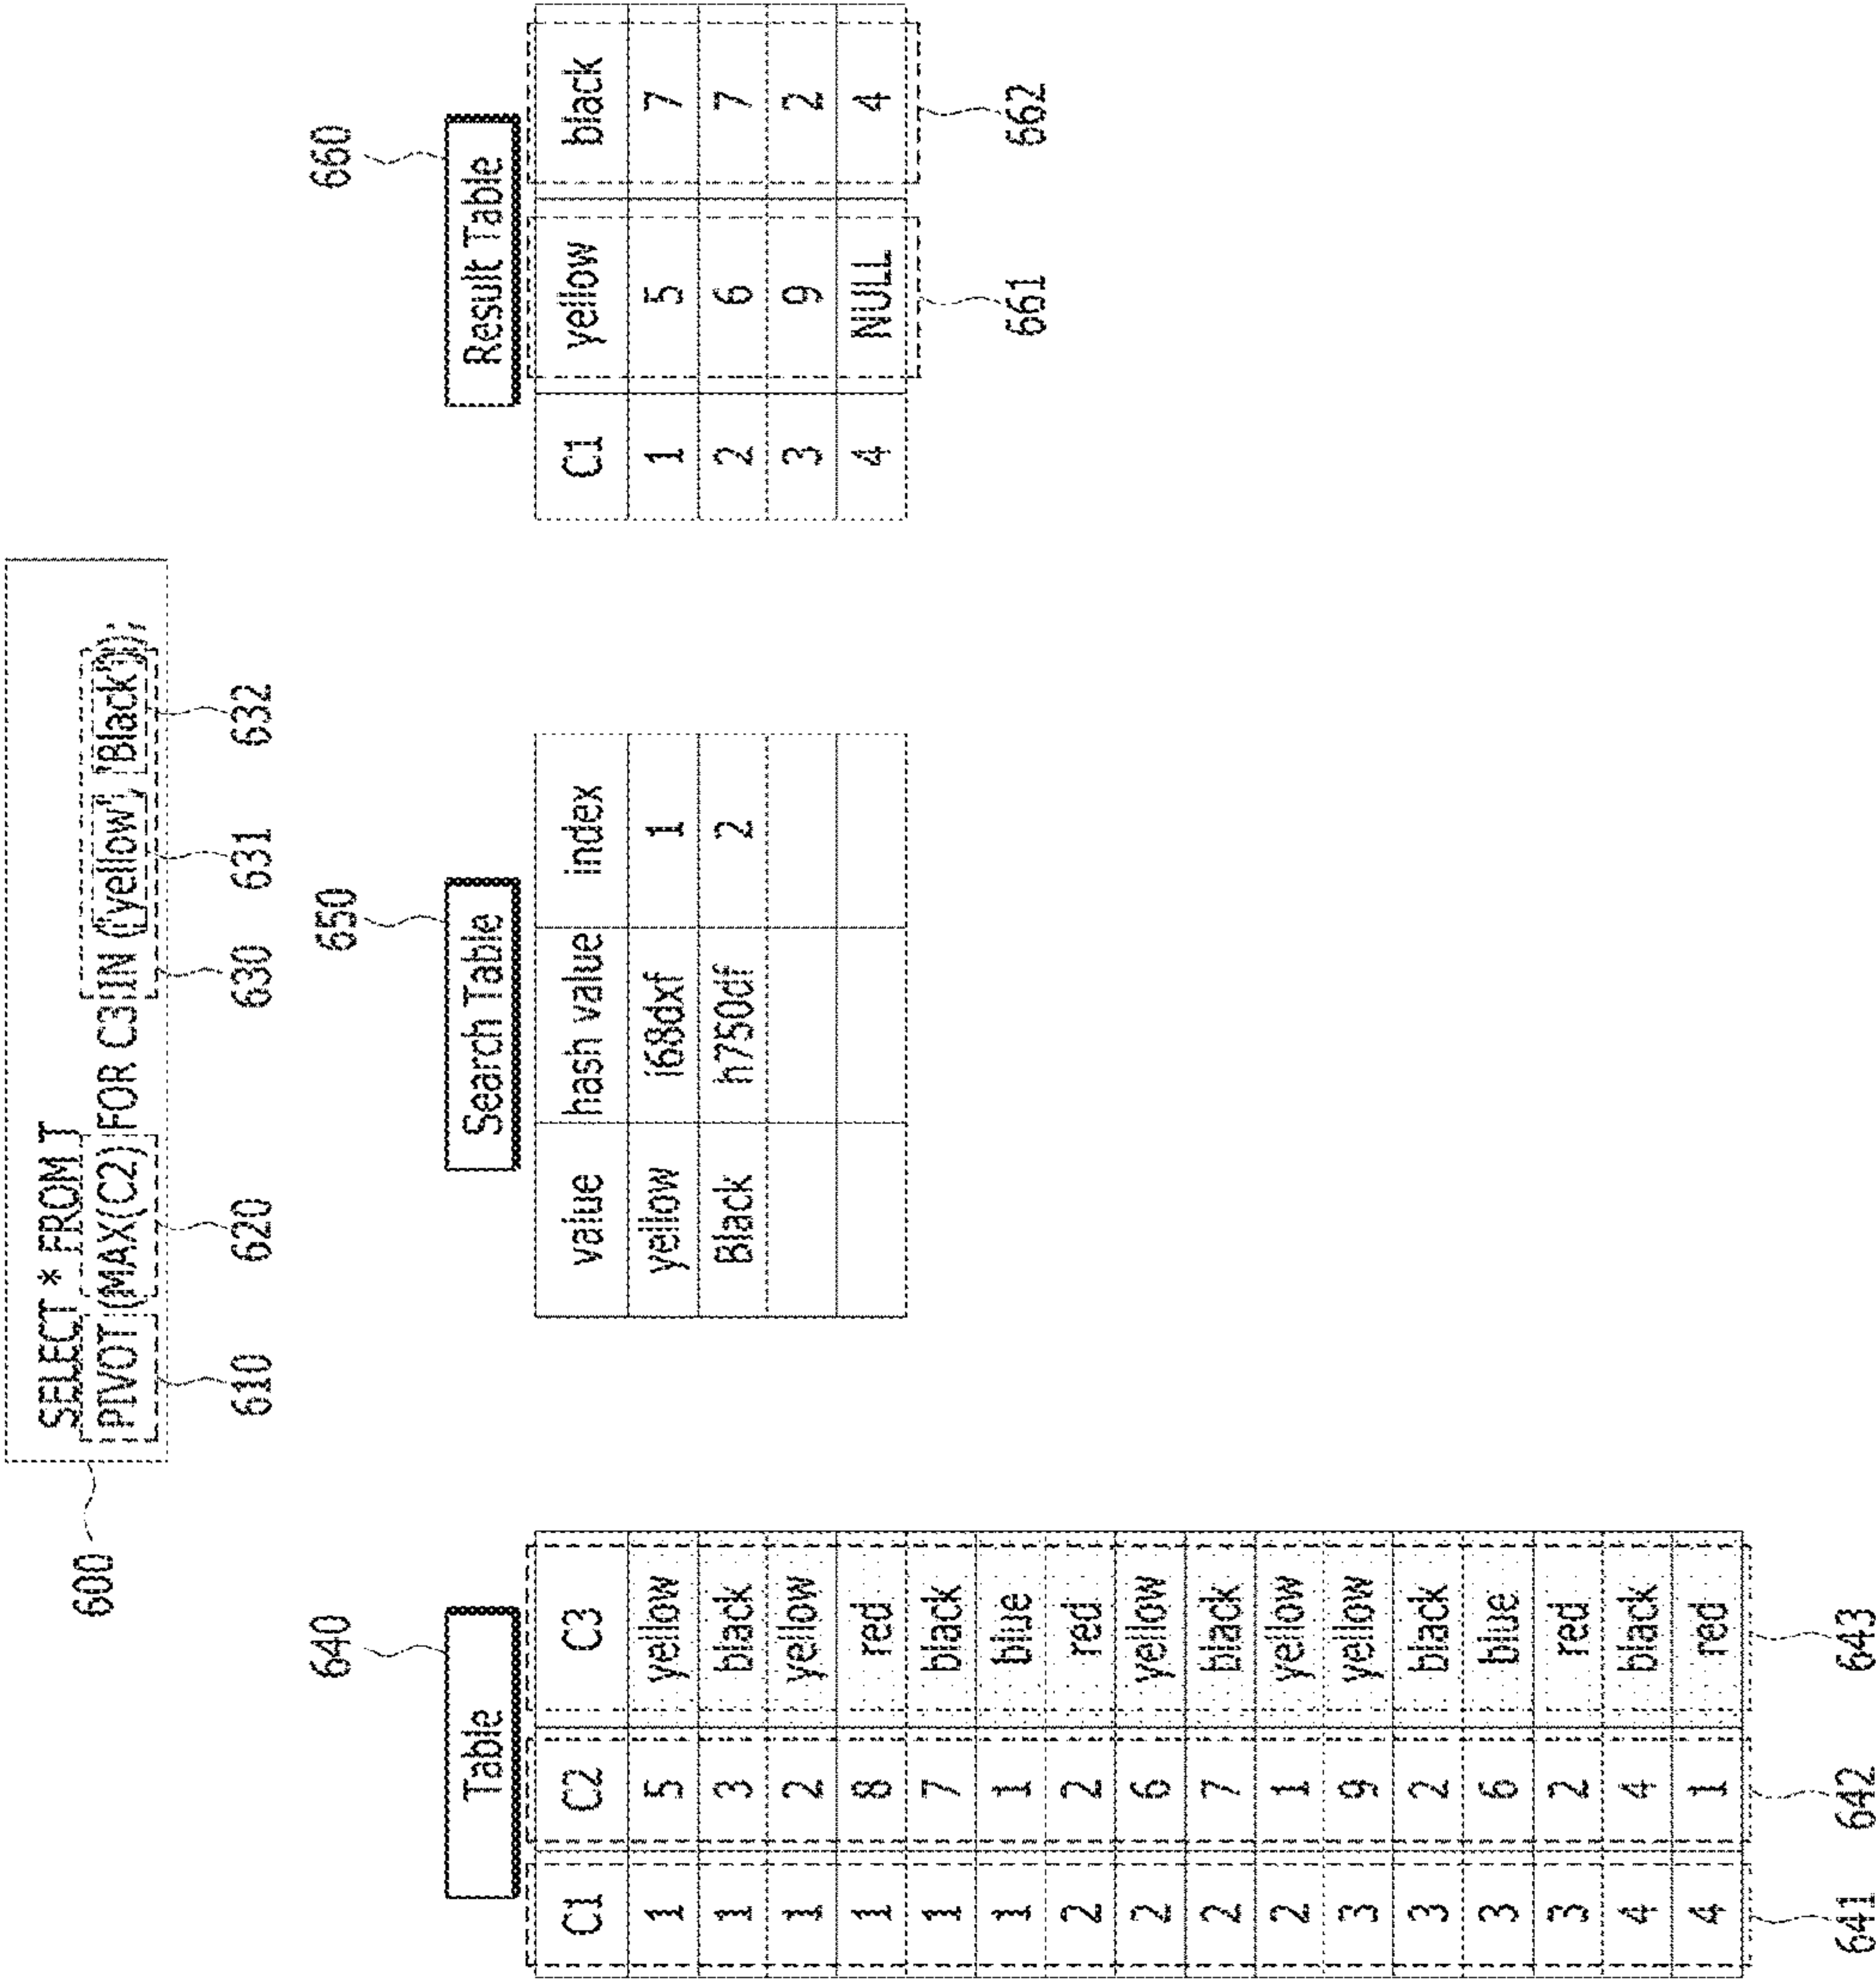 600
SELECT * FROM T
PIVOT (MAX(C2) FOR C3 IN ('yellow', 'Black'));
610 620 630 631 632
640
Table
C1 C2 C3
1 5 yellow
1 3 black
1 2 yellow
1 8 red
1 7 black
1 1 blue
2 2 red
2 6 yellow
2 7 black
2 1 yellow
3 9 yellow
3 2 black
3 6 blue
3 2 red
4 4 black
4 1 red
641 642 643
650
Search Table
value hash value index
yellow i68dxf 1
Black h750df 2
660
Result Table
C1 yellow black
1 5 7
2 6 7
3 9 2
4 NULL 4
661 662